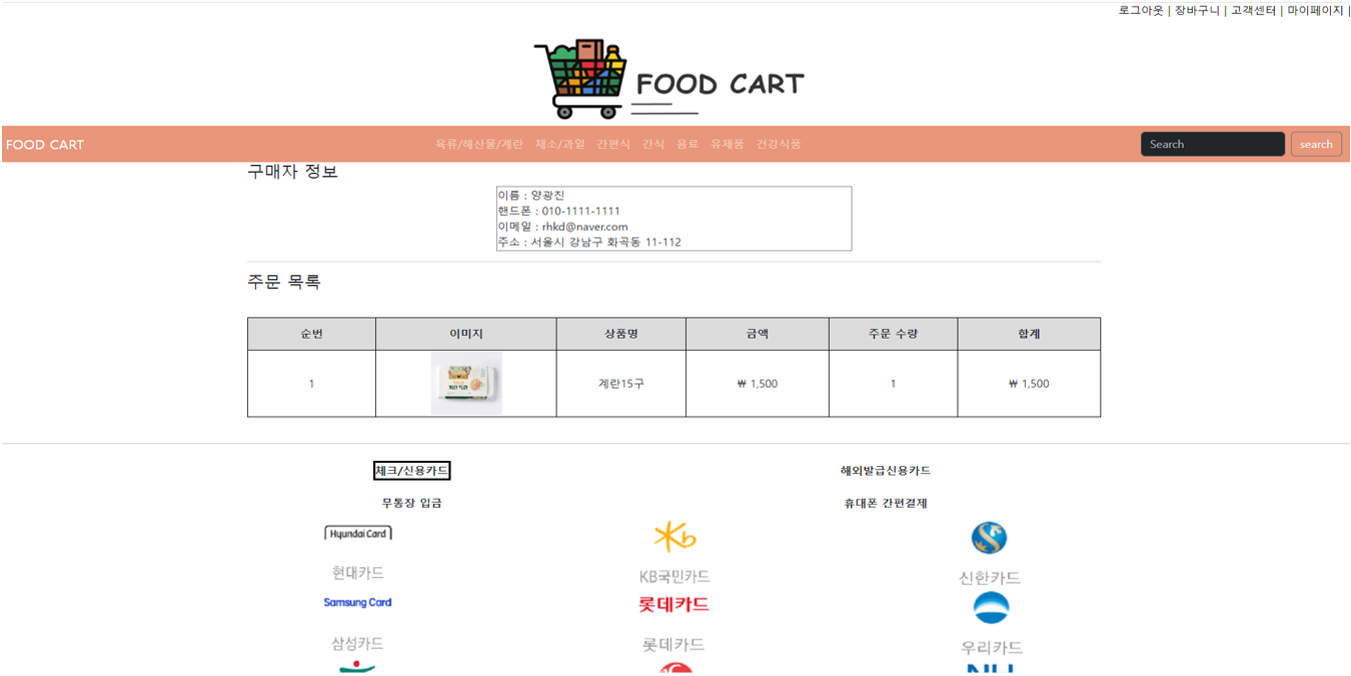 로그아웃 | 장바구니 | 고객센터 | 마이페이지 |
FOOD CART
FOOD CART 육류/해산물/계란 채소/과일 간편식 간식 음료 유제품 건강식품 Search search
구매자 정보
이름 : 양광진
핸드폰 : 010-1111-1111
이메일 : rhkd@naver.com
주소 : 서울시 강남구 화곡동 11-112
주문 목록
순번 이미지 상품명 금액 주문 수량 합계
1 계란15구 ₩ 1,500 1 ₩ 1,500
체크/신용카드 해외발급신용카드
무통장 입금 휴대폰 간편결제
Hyundai Card Kb S
현대카드 KB국민카드 신한카드
Samsung Card 롯데카드
삼성카드 롯데카드 우리카드